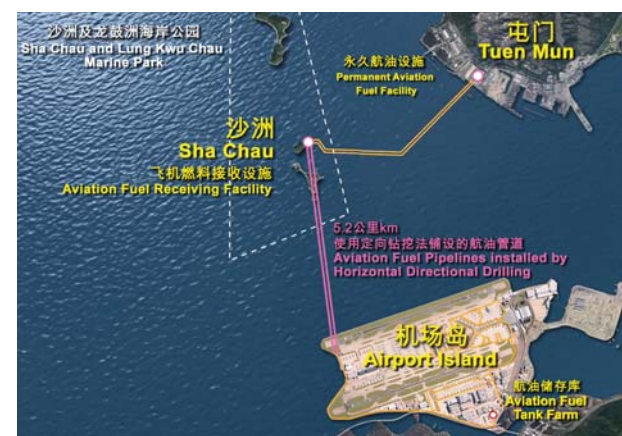 沙洲及龙鼓洲海岸公园
Sha Chau and Lung Kwu Chau
Marine Park
屯门
Tuen Mun
永久航油设施
Permanent Aviation
Fuel Facility
沙洲
Sha Chau
飞机燃料接收设施
Aviation Fuel Receiving Facility
5.2公里km
使用定向钻挖法铺设的航油管道
Aviation Fuel Pipelines installed by
Horizontal Directional Drilling
机场岛
Airport Island
航油储存库
Aviation Fuel
Tank Farm